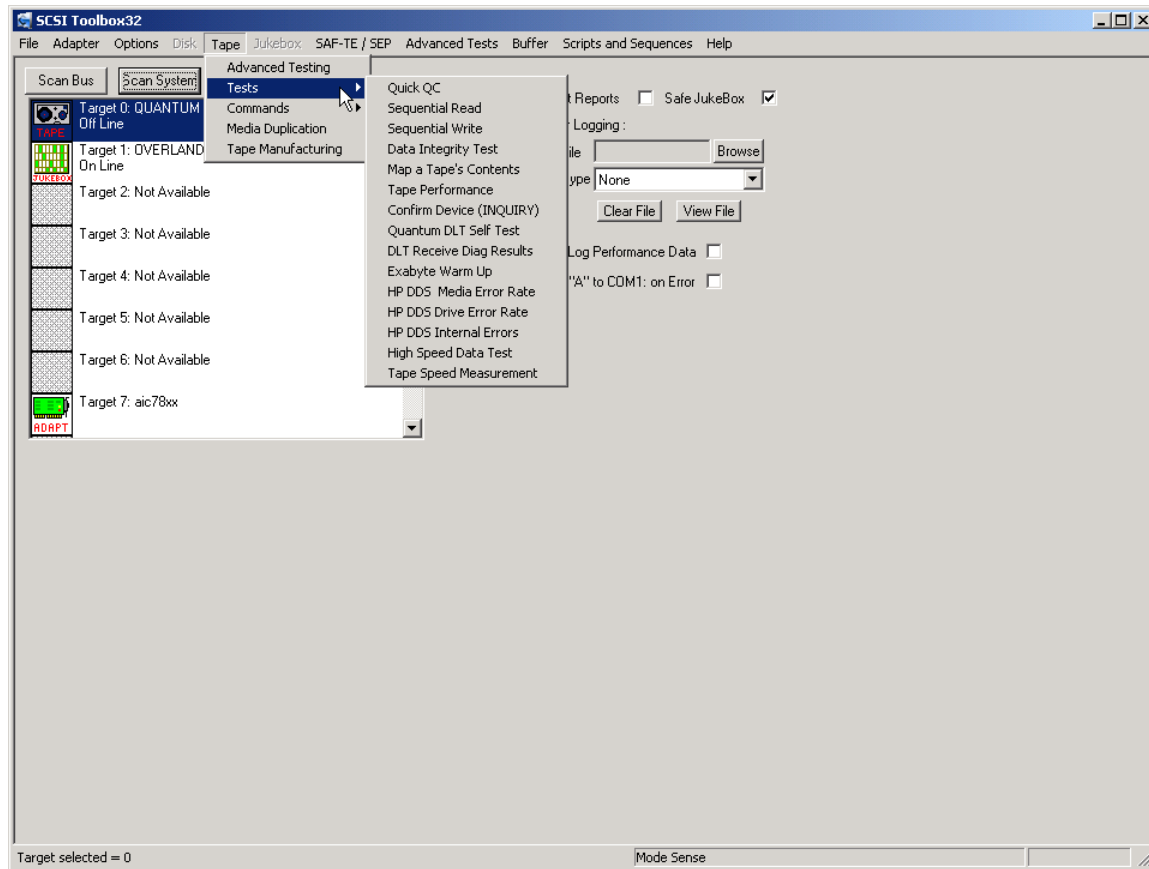 SCSI Toolbox32
File Adapter Options Disk Tape Jukebox SAF-TE / SEP Advanced Tests Buffer Scripts and Sequences Help
Scan Bus
Scan System
TAPE
Target 0: QUANTUM
Off Line
JUKEBOX
Target 1: OVERLAND
On Line
Target 2: Not Available
Target 3: Not Available
Target 4: Not Available
Target 5: Not Available
Target 6: Not Available
ADAPT
Target 7: aic78xx
Advanced Testing
Tests
Commands
Media Duplication
Tape Manufacturing
Quick QC
Sequential Read
Sequential Write
Data Integrity Test
Map a Tape's Contents
Tape Performance
Confirm Device (INQUIRY)
Quantum DLT Self Test
DLT Receive Diag Results
Exabyte Warm Up
HP DDS Media Error Rate
HP DDS Drive Error Rate
HP DDS Internal Errors
High Speed Data Test
Tape Speed Measurement
t Reports
Safe JukeBox
Logging :
ile
Browse
ype None
Clear File
View File
Log Performance Data
"A" to COM1: on Error
Target selected = 0
Mode Sense